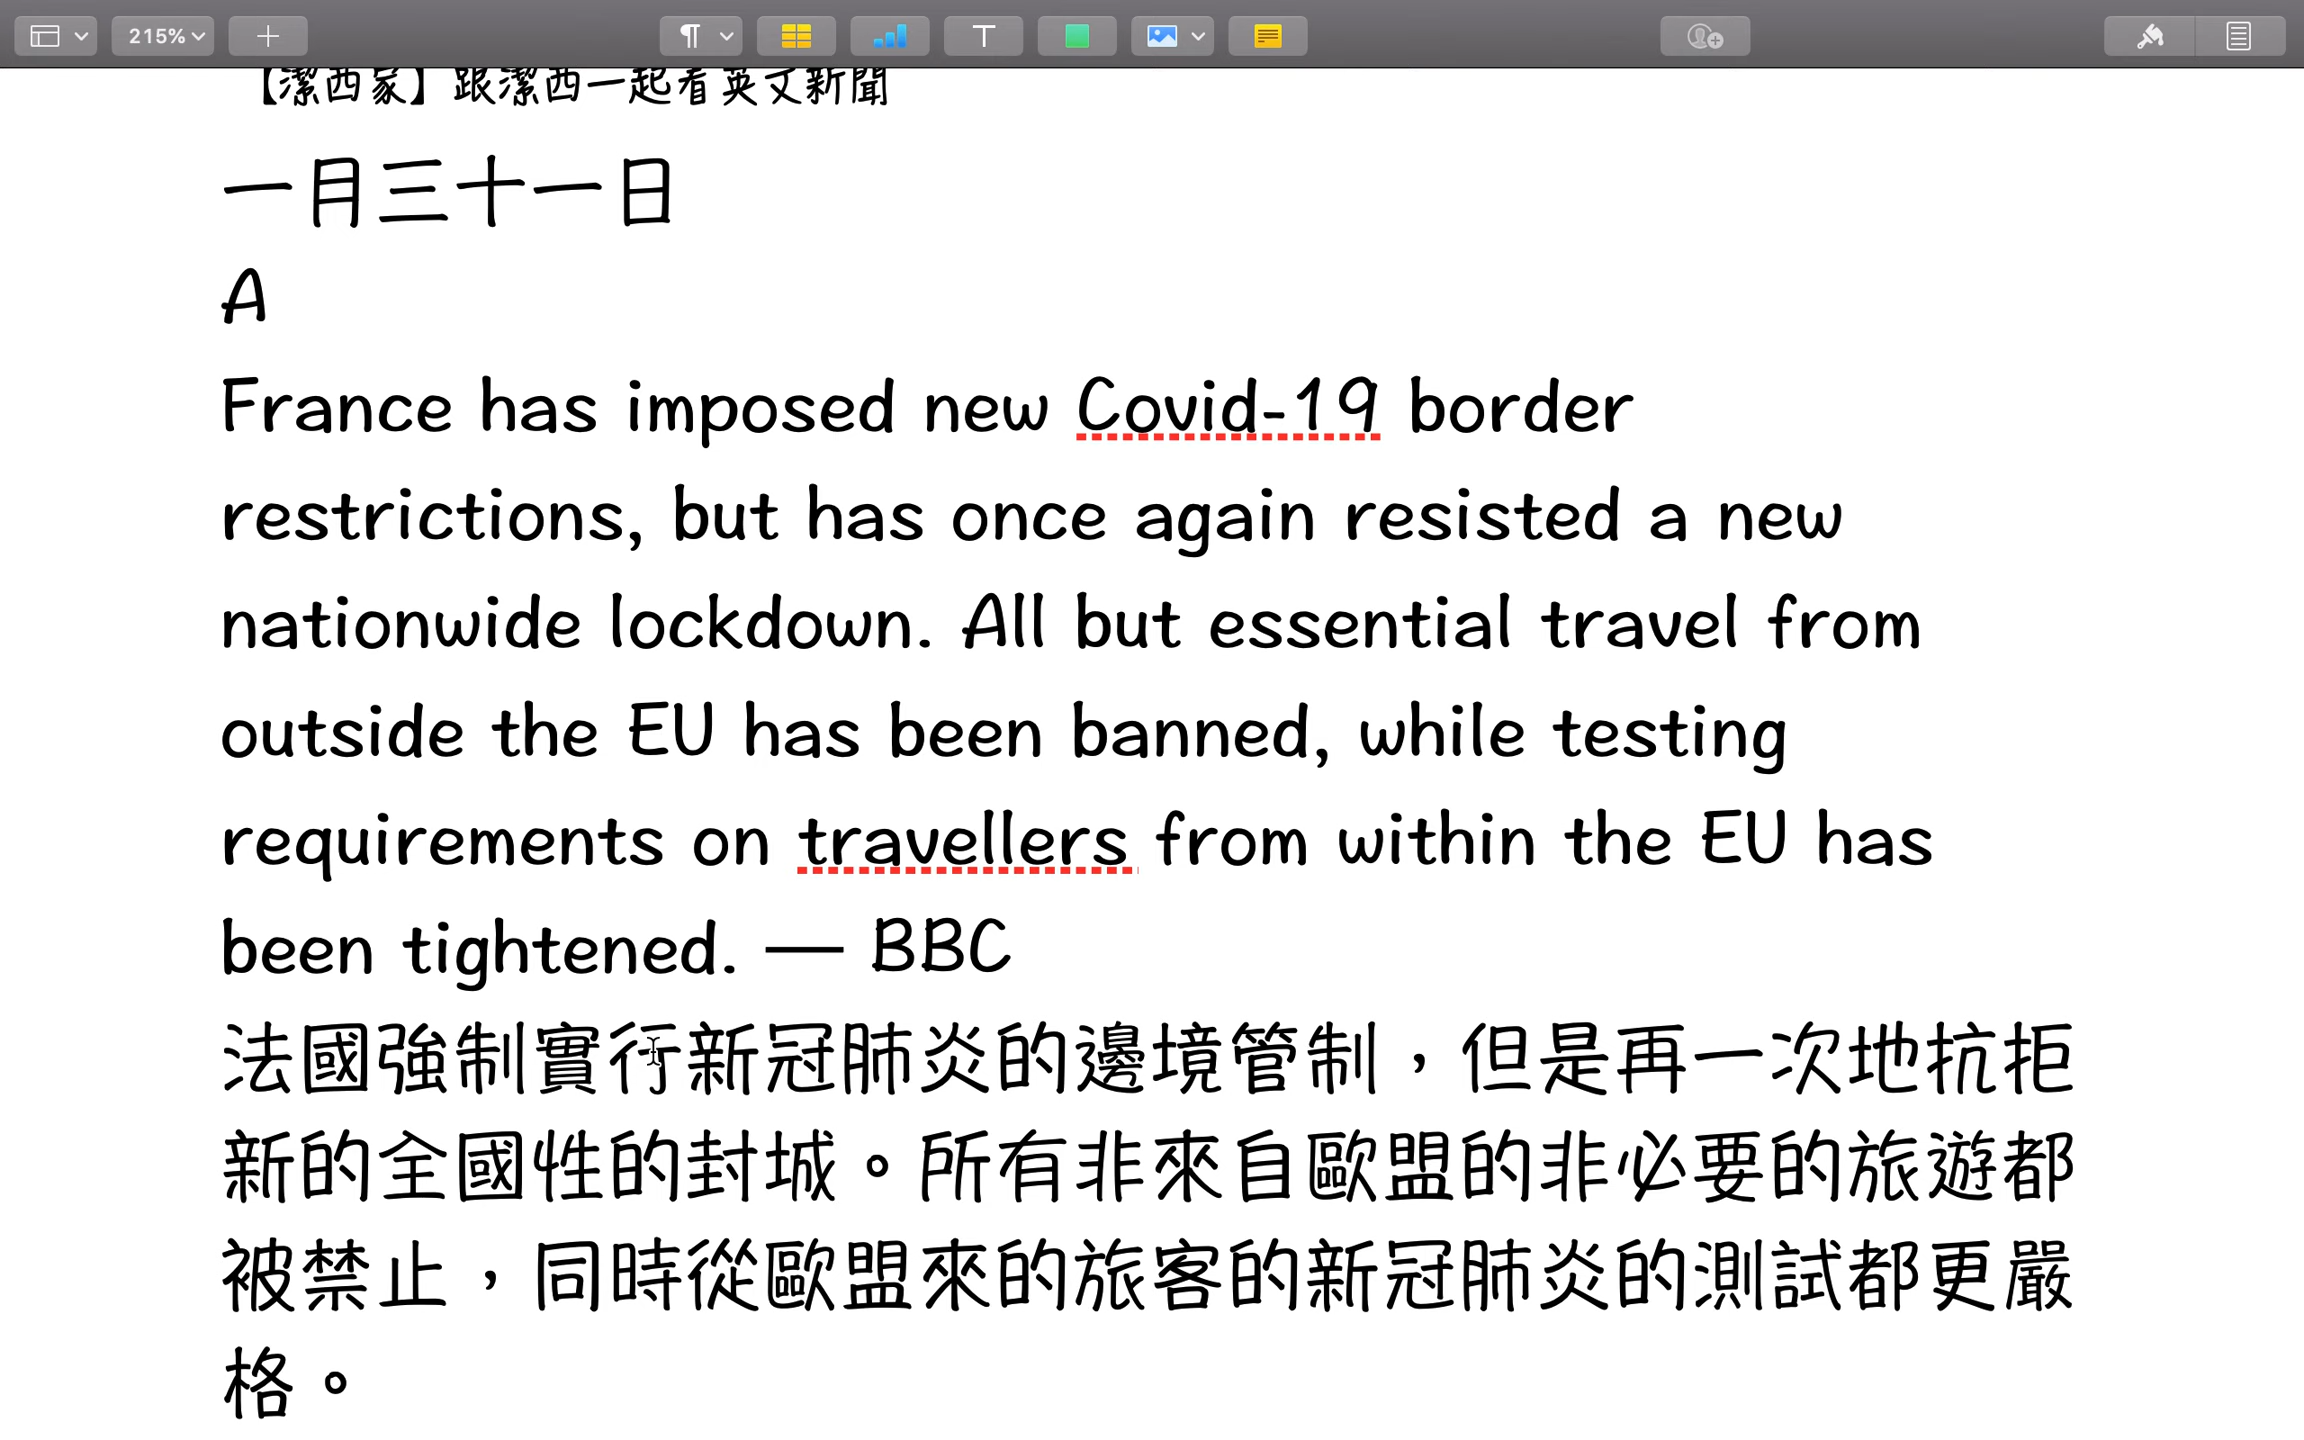 215%
【潔西家】跟潔西一起看英文新聞
一月三十一日
A
France has imposed new Covid-19 border
restrictions, but has once again resisted a new
nationwide lockdown. All but essential travel from
outside the EU has been banned, while testing
requirements on travellers from within the EU has
been tightened. — BBC
法國強制實行新冠肺炎的邊境管制，但是再一次地抗拒
新的全國性的封城。所有非來自歐盟的非必要的旅遊都
被禁止，同時從歐盟來的旅客的新冠肺炎的測試都更嚴
格。